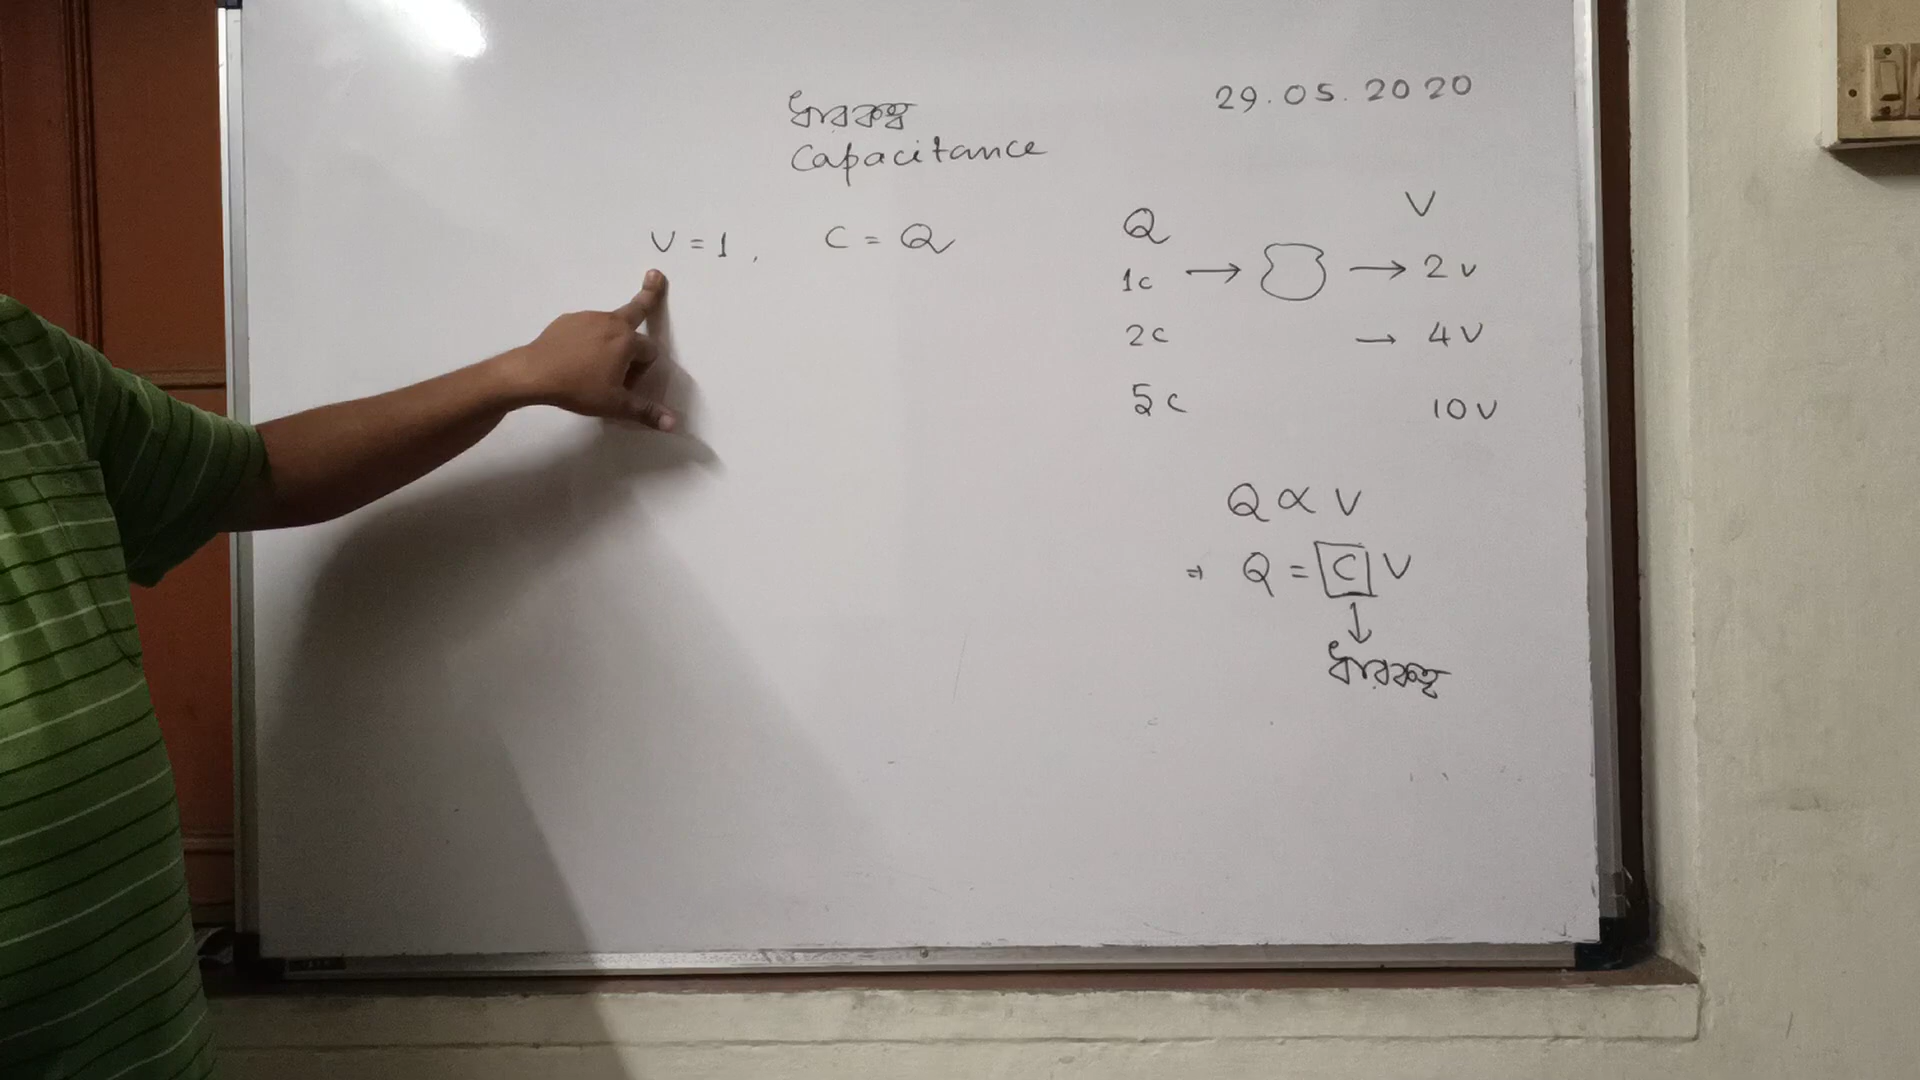 29.05.2020
ধারকত্ব
Capacitance
V = 1, C = Q
Q V
1C → → 2V
2C → 4V
5C 10V
Q ∝ V
⇒ Q = C V
↓
ধারকত্ব